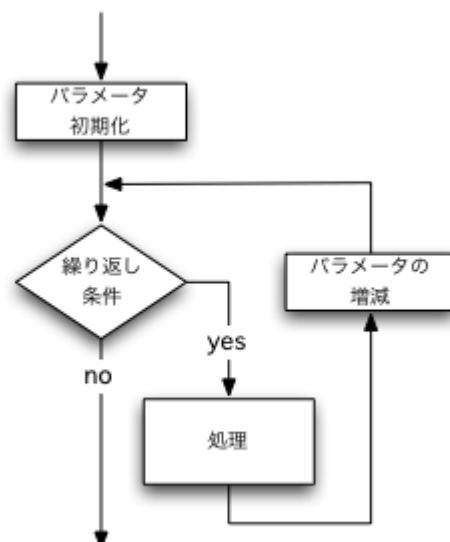 パラメータ
初期化
繰り返し
条件
パラメータの
増減
yes
no
処理